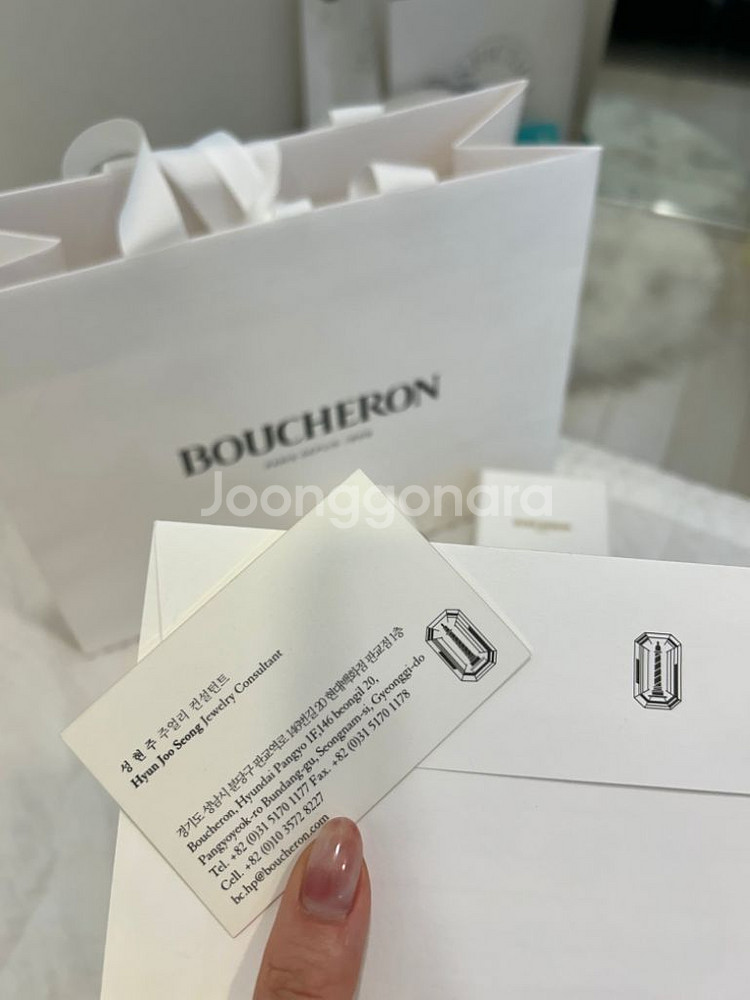 BOUCHERON
Joonggonara
성 현 주 주얼리 컨설턴트
Hyun Joo Seong Jewelry Consultant
경기도 성남시 분당구 판교역로 146번길 20 현대백화점 판교점 1층
Boucheron, Hyundai Pangyo 1F,146 beongil 20,
Pangyoyeok-ro Bundang-gu, Seongnam-si, Gyeonggi-do
Tel. +82 (0)31 5170 1177 Fax. +82 (0)31 5170 1178
Cell. +82 (0)10 3572 8227
bc.hp@boucheron.com